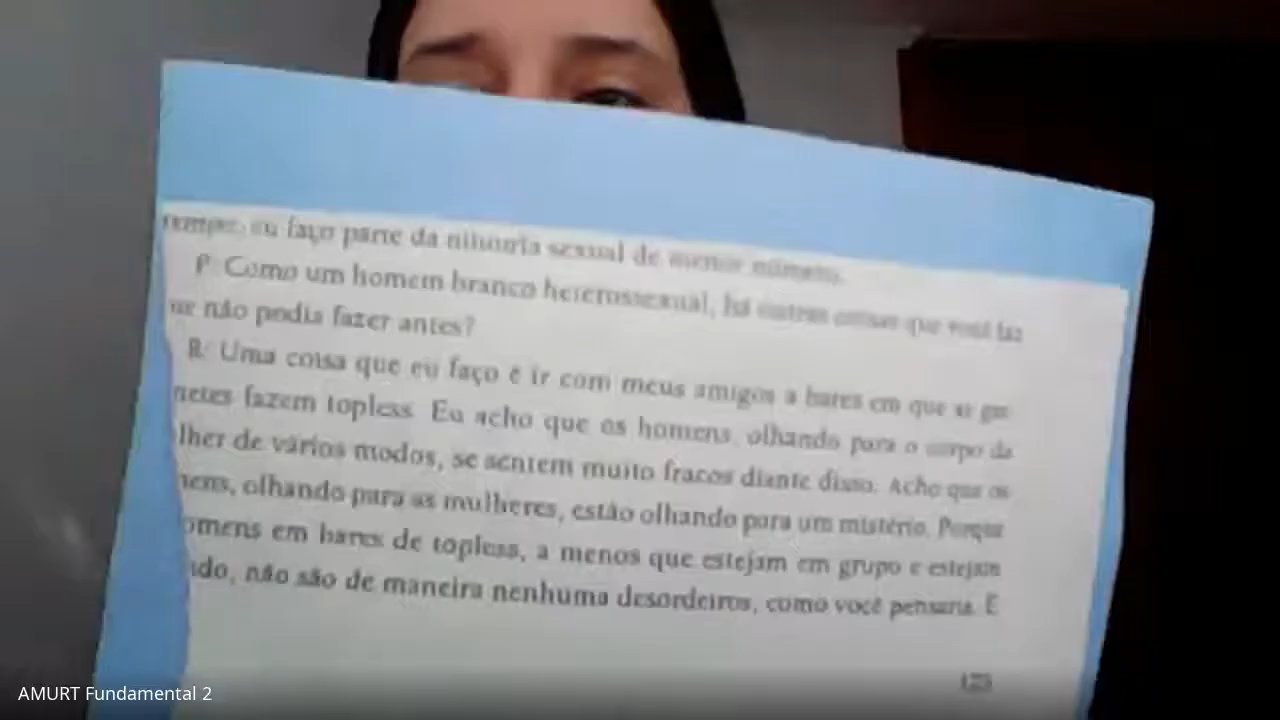 eu faço parte da minoria sexual de menor número.
P: Como um homem branco heterossexual, há outras coisas que você faz
ue não podia fazer antes?
R: Uma coisa que eu faço é ir com meus amigos a bares em que as gar-
netes fazem topless. Eu acho que os homens, olhando para o corpo da
lher de vários modos, se sentem muito fracos diante disso. Acho que os
mens, olhando para as mulheres, estão olhando para um mistério. Porque
omens em bares de topless, a menos que estejam em grupo e estejam
ndo, não são de maneira nenhuma desordeiros, como você pensaria. E
123
AMURT Fundamental 2